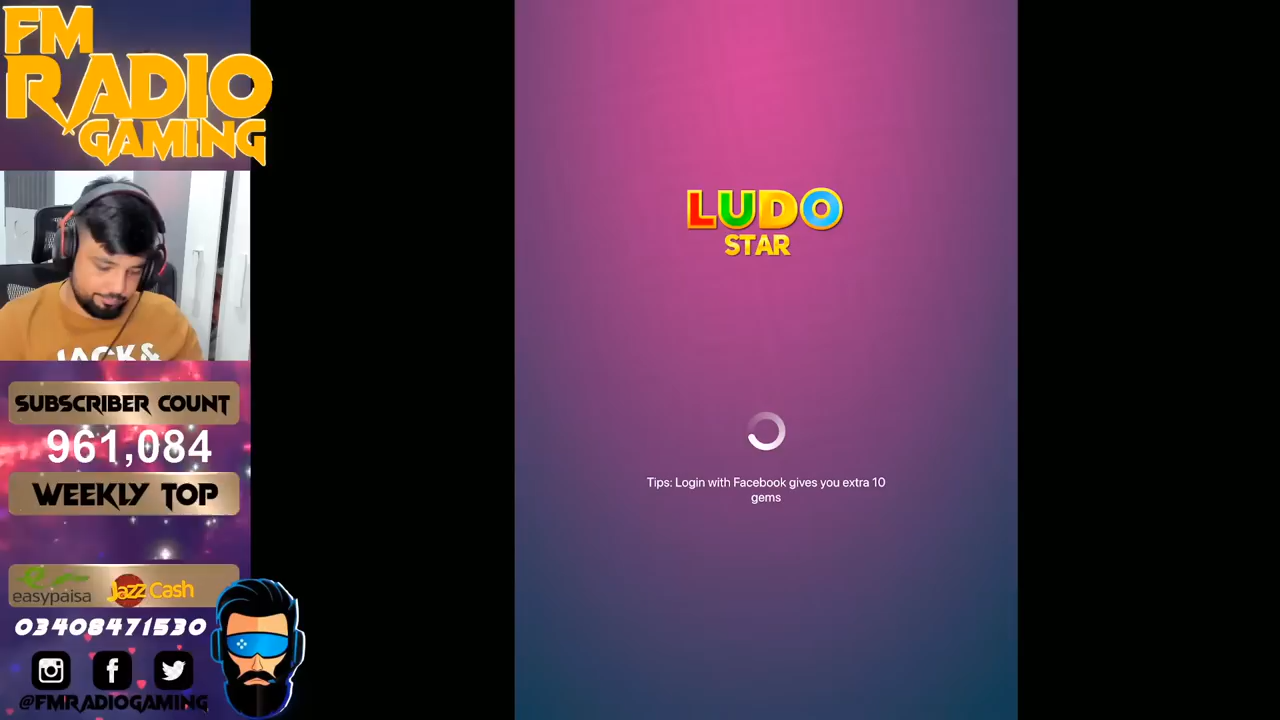 FM
RADIO
GAMING
JACK&
SUBSCRIBER COUNT
961,084
WEEKLY TOP
easypaisa
JazzCash
03408471530
@FMRADIOGAMING
LUDO
STAR
Tips: Login with Facebook gives you extra 10
gems